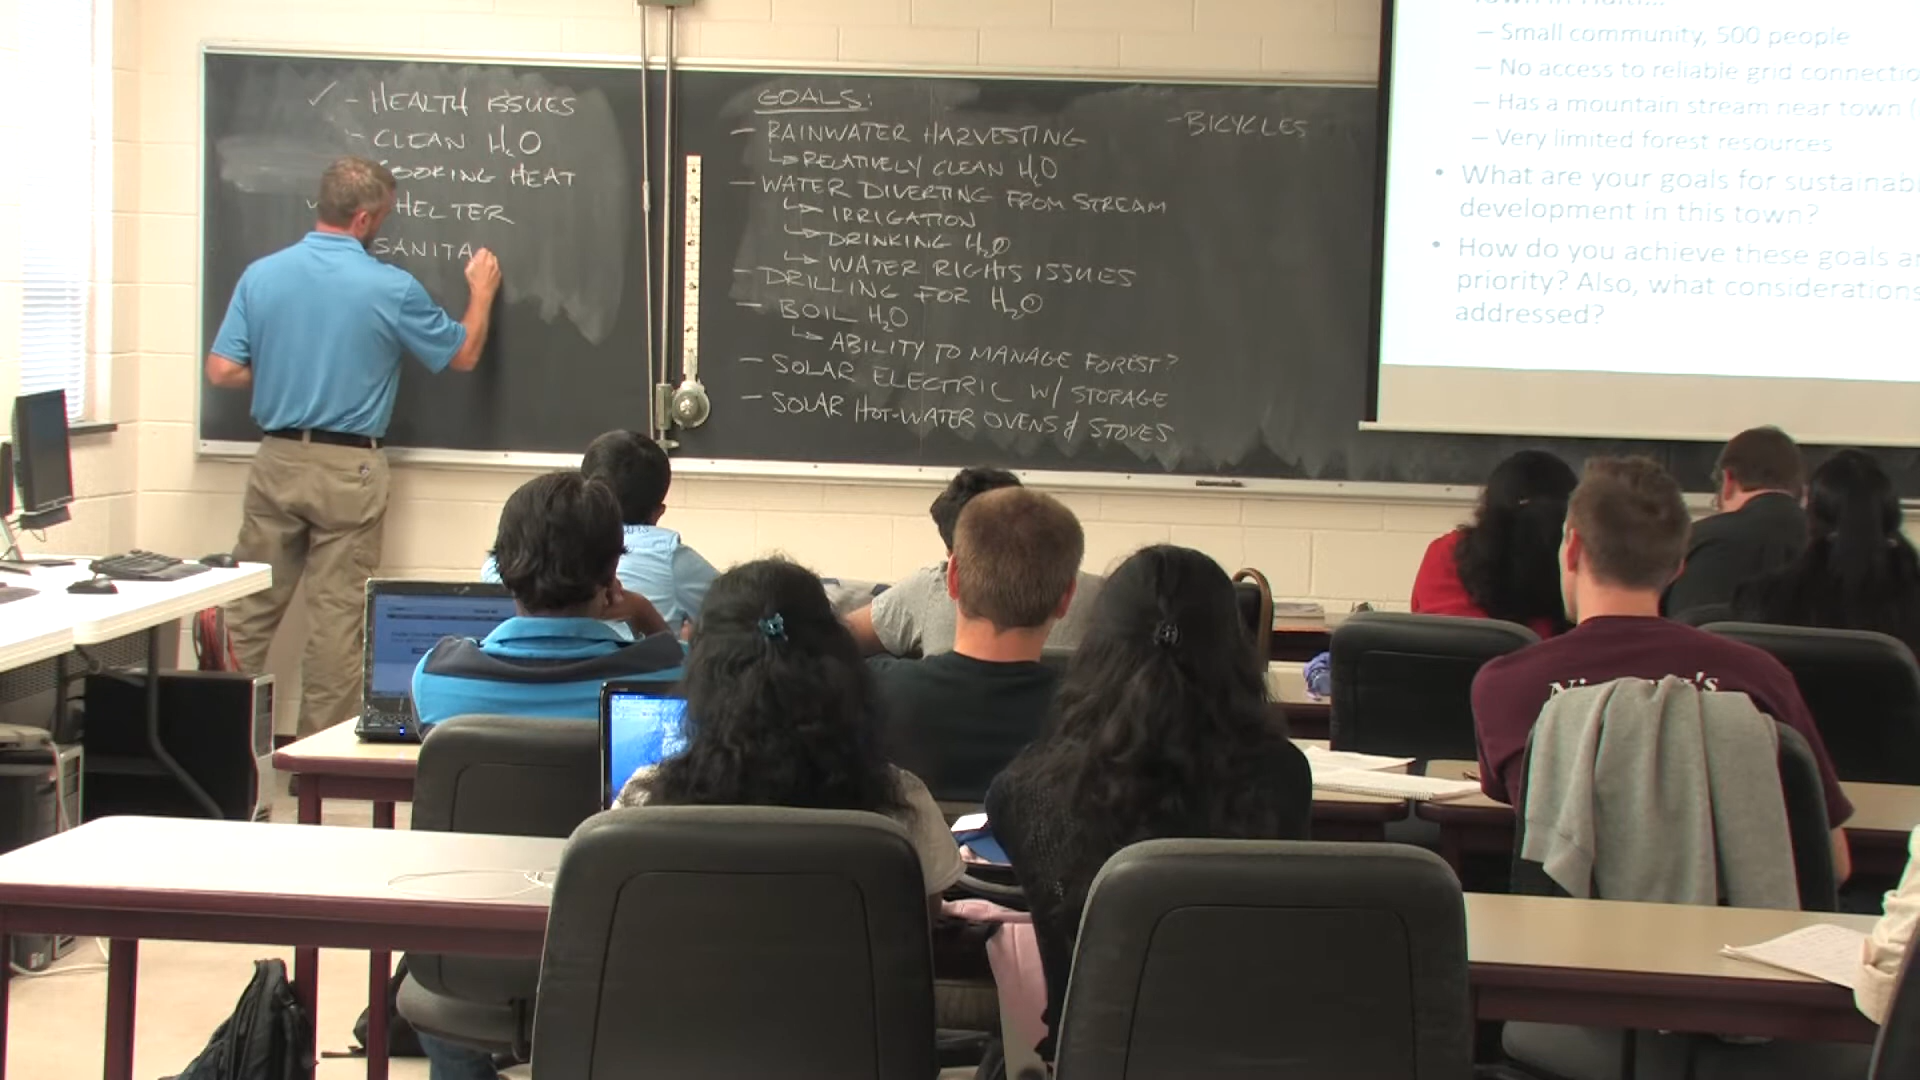 ✓ - HEALTH ISSUES
- CLEAN H2O
COOKING HEAT
SHELTER
SANITA
GOALS:
- RAINWATER HARVESTING
↳ RELATIVELY CLEAN H2O
- WATER DIVERTING FROM STREAM
↳ IRRIGATION
↳ DRINKING H2O
↳ WATER RIGHTS ISSUES
- DRILLING FOR H2O
- BOIL H2O
↳ ABILITY TO MANAGE FOREST?
- SOLAR ELECTRIC W/ STORAGE
- SOLAR HOT-WATER OVENS & STOVES
- BICYCLES
– Small community, 500 people
– No access to reliable grid connectio
– Has a mountain stream near town (
– Very limited forest resources
• What are your goals for sustainab
development in this town?
• How do you achieve these goals a
priority? Also, what considerations
addressed?